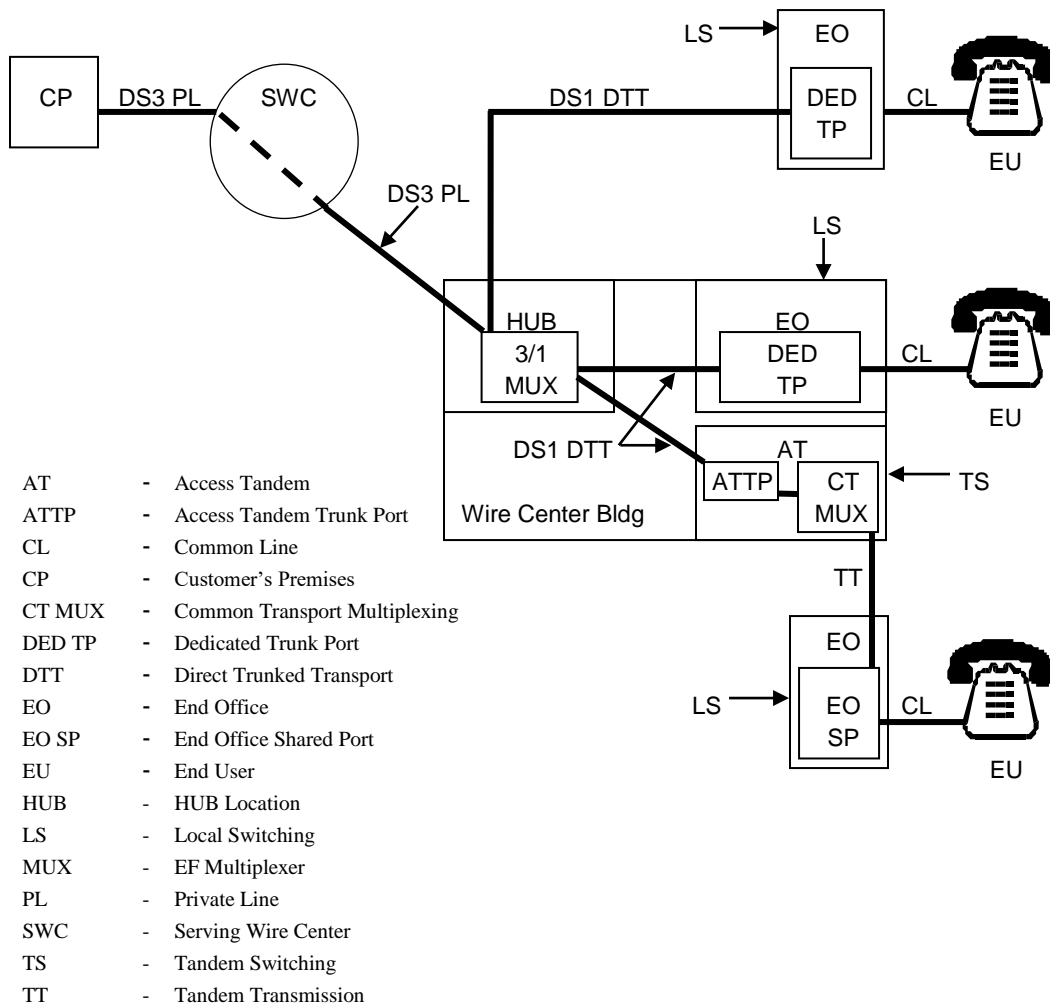 LS
EO
CP
DS3 PL
SWC
DS1 DTT
DED
TP
CL
EU
DS3 PL
LS
HUB
3/1
MUX
EO
DED
TP
CL
EU
DS1 DTT
AT
ATTP
CT
MUX
TS
Wire Center Bldg
TT
EO
LS
EO
SP
CL
EU
AT - Access Tandem
ATTP - Access Tandem Trunk Port
CL - Common Line
CP - Customer's Premises
CT MUX - Common Transport Multiplexing
DED TP - Dedicated Trunk Port
DTT - Direct Trunked Transport
EO - End Office
EO SP - End Office Shared Port
EU - End User
HUB - HUB Location
LS - Local Switching
MUX - EF Multiplexer
PL - Private Line
SWC - Serving Wire Center
TS - Tandem Switching
TT - Tandem Transmission